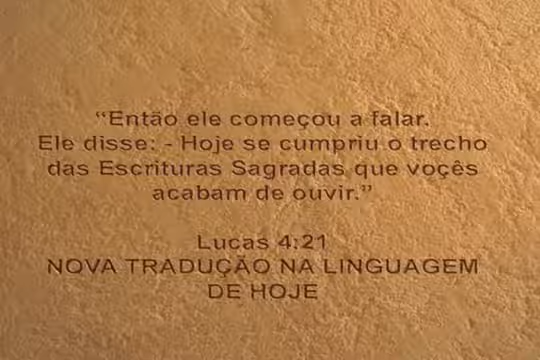 “Então ele começou a falar.
Ele disse: - Hoje se cumpriu o trecho
das Escrituras Sagradas que voçês
acabam de ouvir.”
Lucas 4:21
NOVA TRADUÇÃO NA LINGUAGEM
DE HOJE